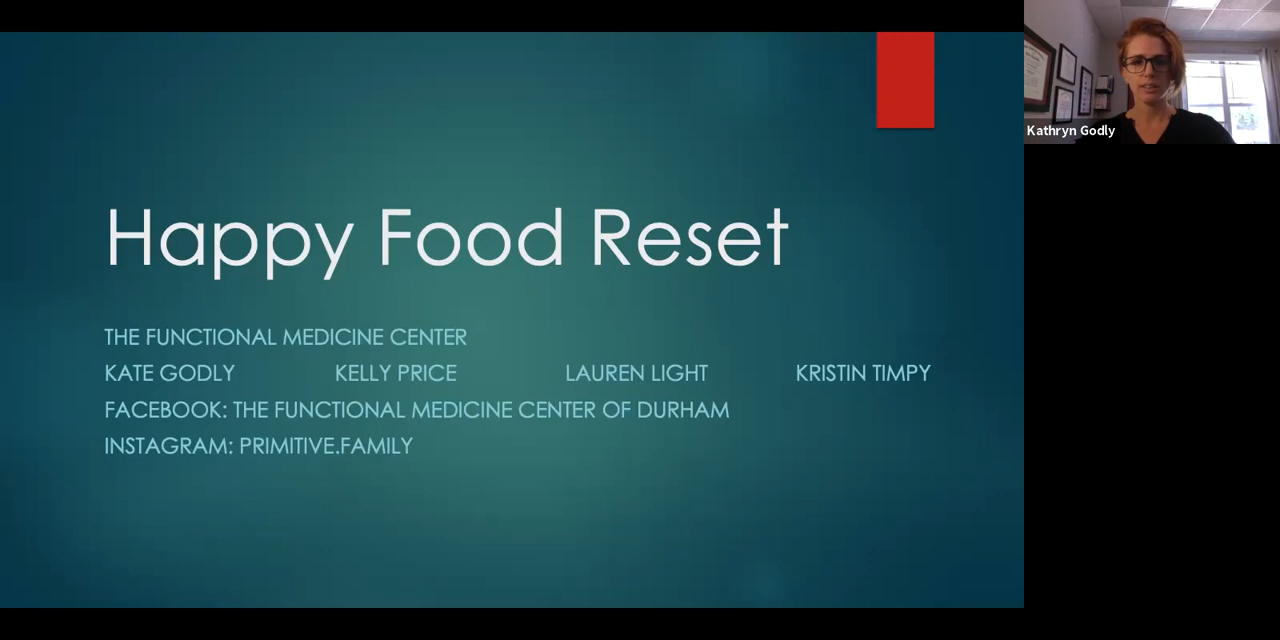 Happy Food Reset
THE FUNCTIONAL MEDICINE CENTER
KATE GODLY KELLY PRICE LAUREN LIGHT KRISTIN TIMPY
FACEBOOK: THE FUNCTIONAL MEDICINE CENTER OF DURHAM
INSTAGRAM: PRIMITIVE.FAMILY
Kathryn Godly